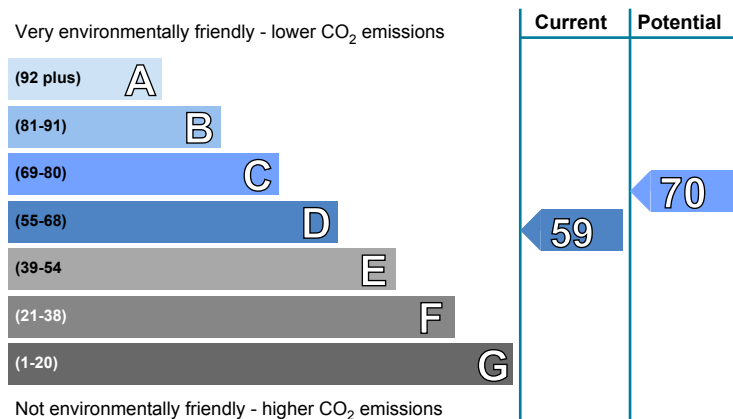 Current Potential
Very environmentally friendly - lower CO₂ emissions
(92 plus) A
(81-91) B
(69-80) C
70
(55-68) D
59
(39-54 E
(21-38) F
(1-20) G
Not environmentally friendly - higher CO₂ emissions